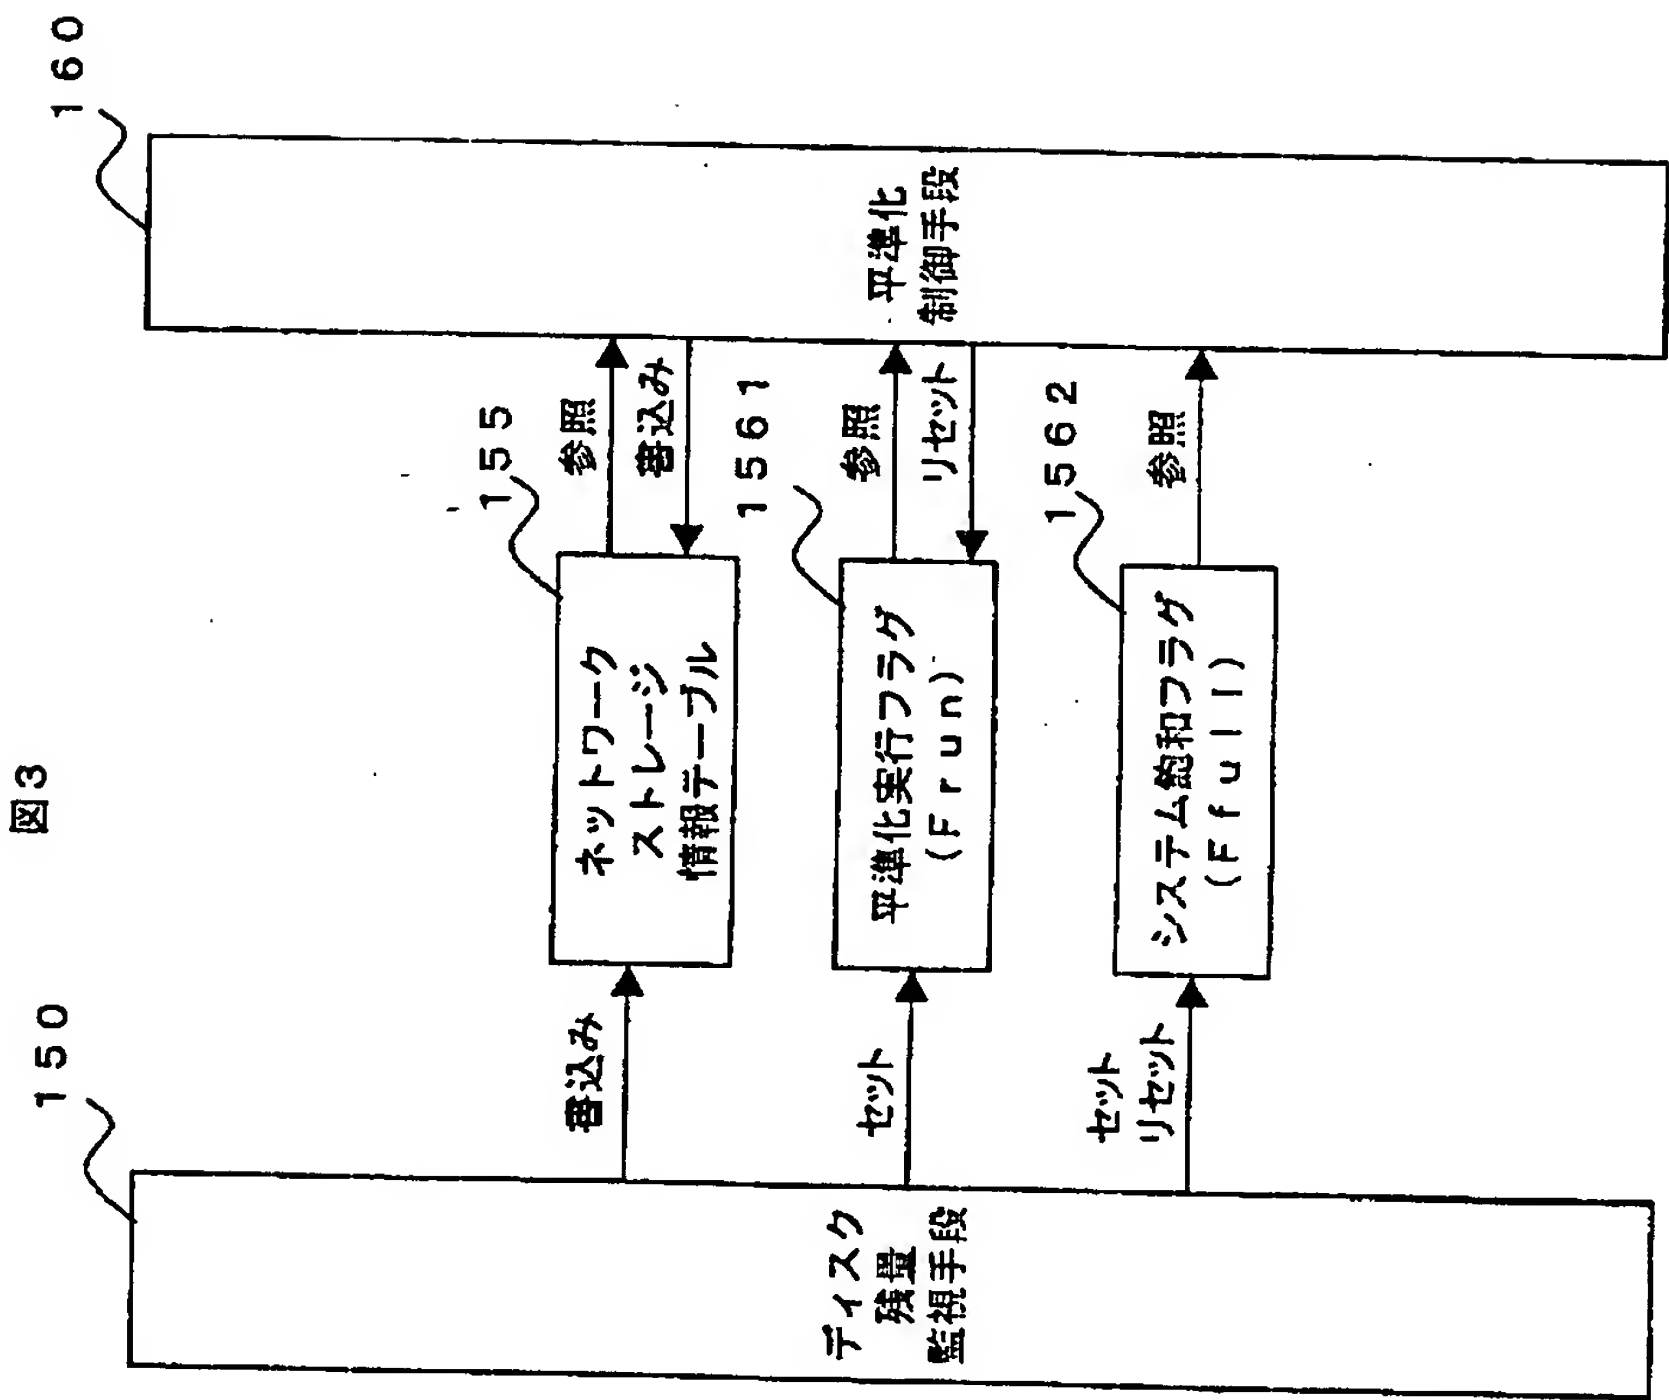 図3
150
160
ディスク
残量
監視手段
書込み
セット
セット
リセット
155
ネットワーク
ストレージ
情報テーブル
1561
平準化実行フラグ
(Frun)
1562
システム飽和フラグ
(Ffull)
参照
書込み
参照
リセット
参照
平準化
制御手段